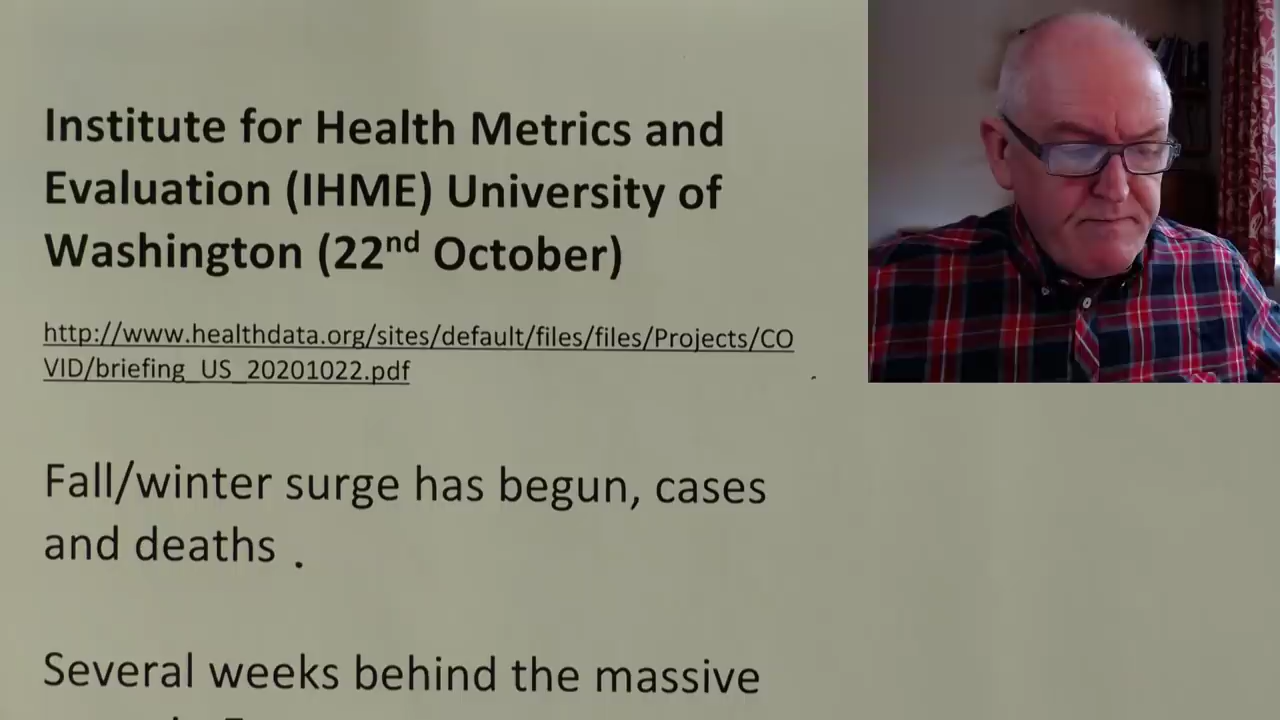 Institute for Health Metrics and
Evaluation (IHME) University of
Washington (22nd October)
http://www.healthdata.org/sites/default/files/files/Projects/CO
VID/briefing_US_20201022.pdf
Fall/winter surge has begun, cases
and deaths .
Several weeks behind the massive